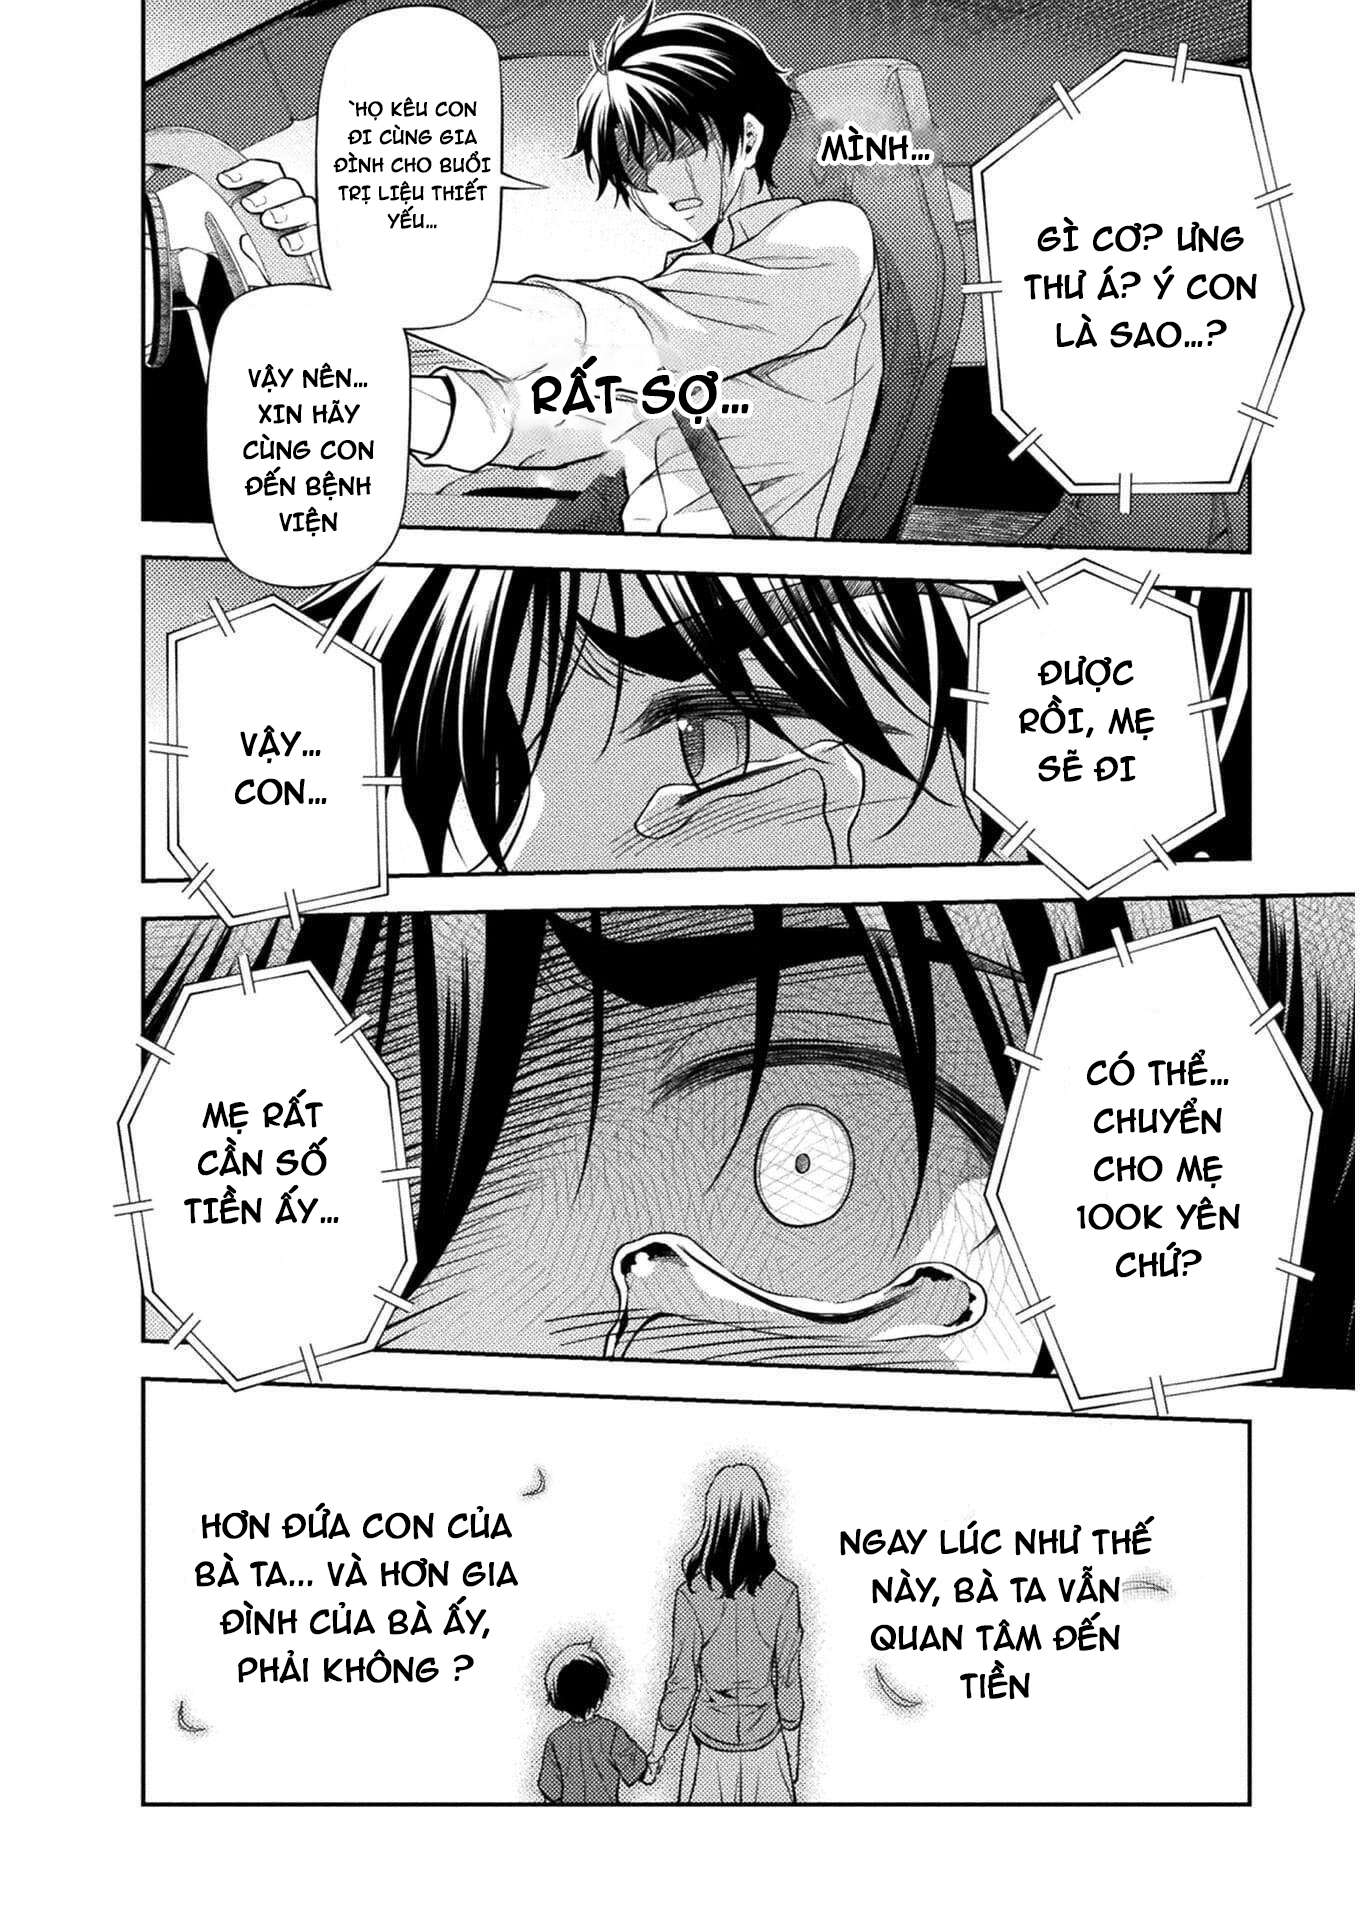 GÌ CƠ? ƯNG
THƯ Á? Ý CON
LÀ SAO...?
MÌNH...
RẤT SỢ...
`HỌ KÊU CON
ĐI CÙNG GIA
ĐÌNH CHO BUỔI
TRỊ LIỆU THIẾT
YẾU...
VẬY NÊN...
XIN HÃY
CÙNG CON
ĐẾN BỆNH
VIỆN
ĐƯỢC
RỒI, MẸ
SẼ ĐI
VẬY...
CON...
CÓ THỂ...
CHUYỂN
CHO MẸ
100K YÊN
CHỨ?
MẸ RẤT
CẦN SỐ
TIỀN ẤY...
NGAY LÚC NHƯ THẾ
NÀY, BÀ TA VẪN
QUAN TÂM ĐẾN
TIỀN
HƠN ĐỨA CON CỦA
BÀ TA... VÀ HƠN GIA
ĐÌNH CỦA BÀ ẤY,
PHẢI KHÔNG ?